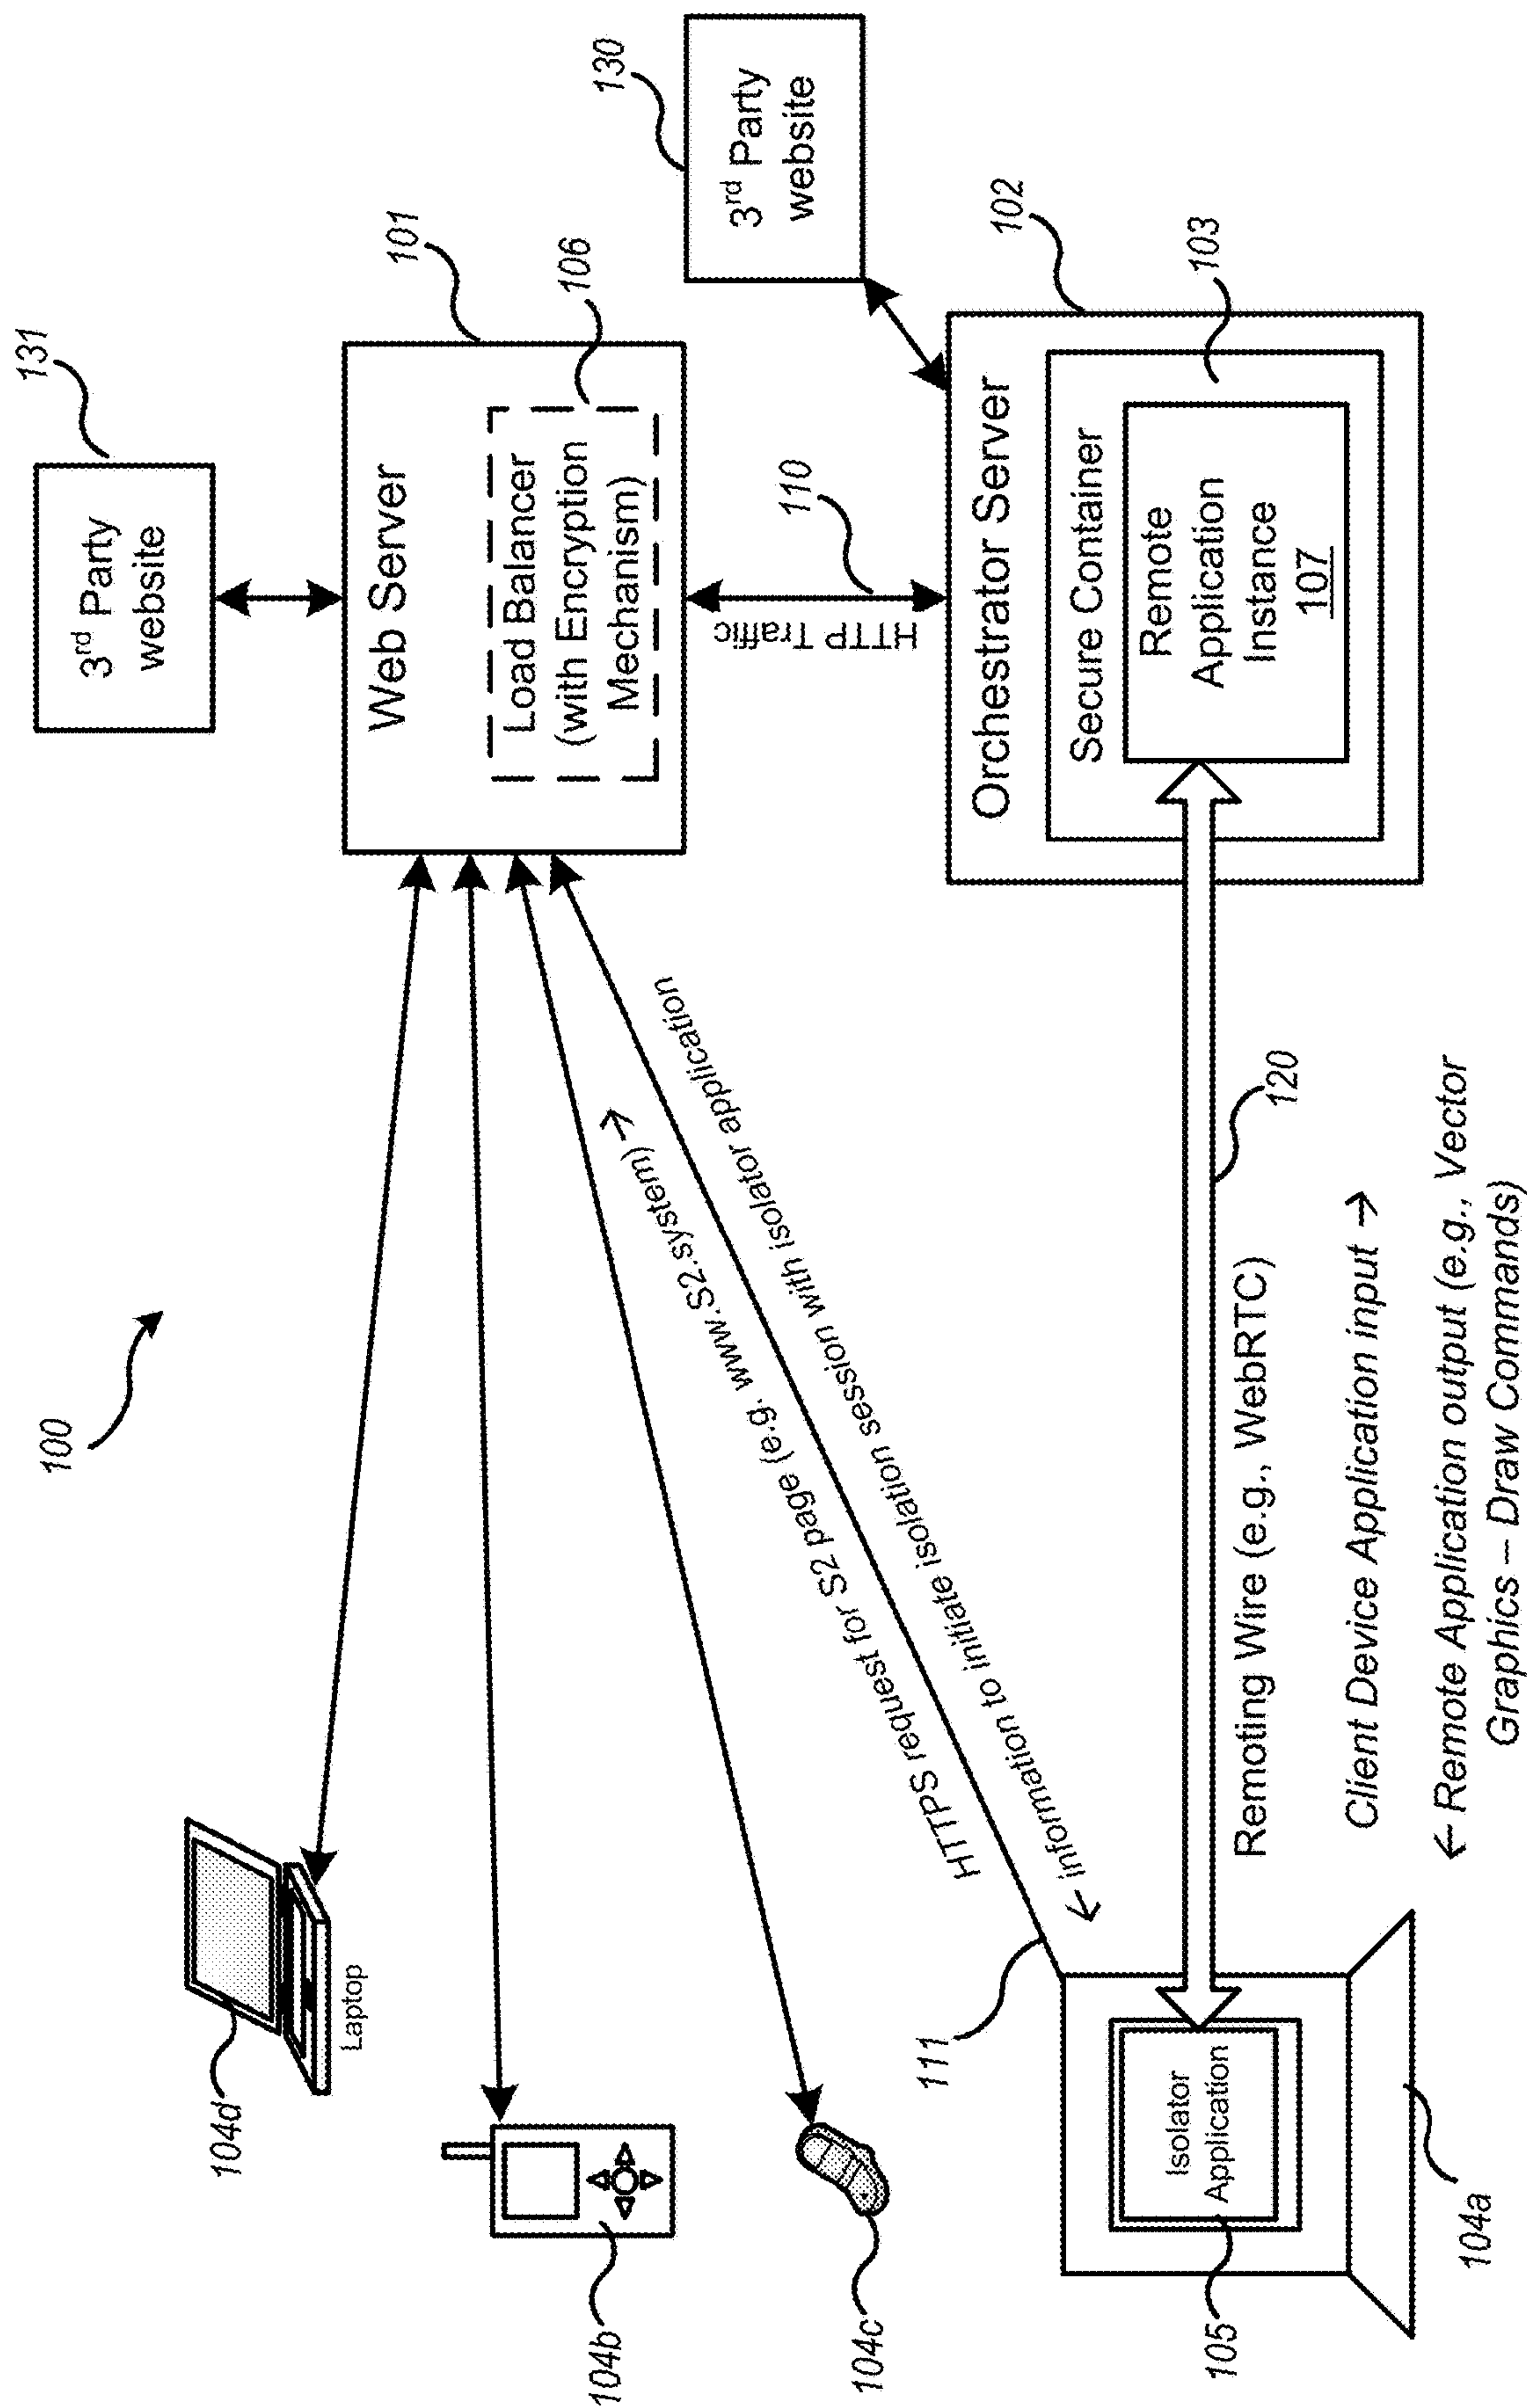 100
131
3rd Party
website
101
Web Server
106
Load Balancer
(with Encryption
Mechanism)
130
3rd Party
website
110
HTTP Traffic
102
Orchestrator Server
103
Secure Container
Remote
Application
Instance
107
104d
Laptop
104b
104c
HTTPS request for S2 page (e.g. www.S2.system) →
← Information to initiate isolation session with isolator application
111
Isolator
Application
105
104a
120
Remoting Wire (e.g., WebRTC)
Client Device Application input →
← Remote Application output (e.g., Vector
Graphics – Draw Commands)